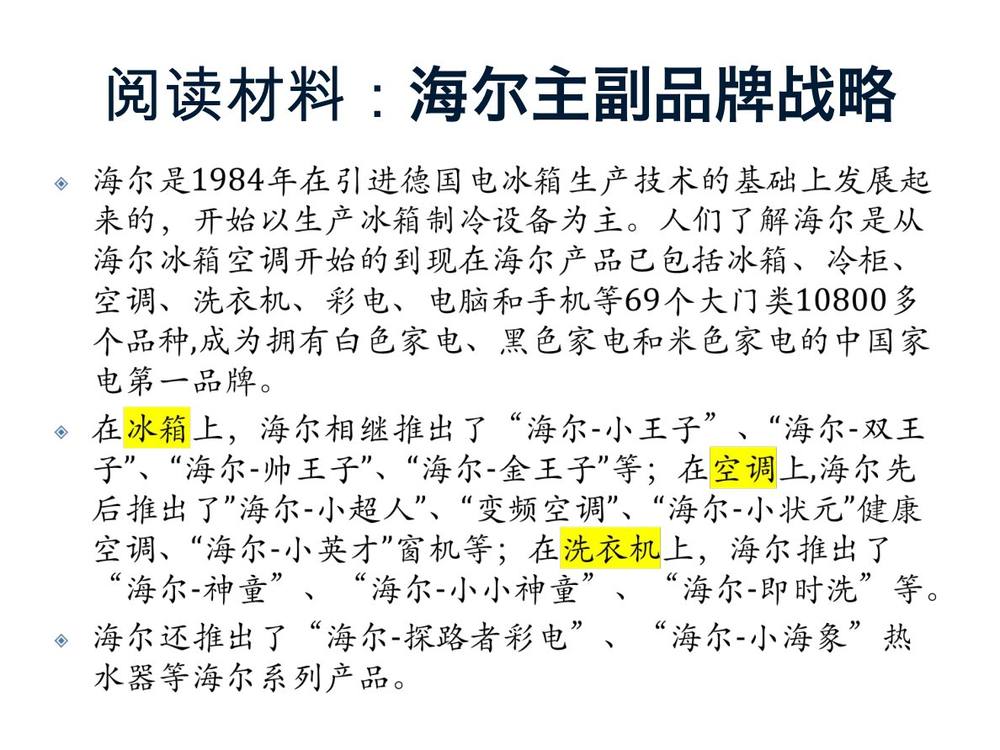 阅读材料：海尔主副品牌战略
海尔是1984年在引进德国电冰箱生产技术的基础上发展起
来的，开始以生产冰箱制冷设备为主。人们了解海尔是从
海尔冰箱空调开始的到现在海尔产品已包括冰箱、冷柜、
空调、洗衣机、彩电、电脑和手机等69个大门类10800多
个品种,成为拥有白色家电、黑色家电和米色家电的中国家
电第一品牌。
在冰箱上，海尔相继推出了“海尔-小王子”、“海尔-双王
子”、“海尔-帅王子”、“海尔-金王子”等；在空调上,海尔先
后推出了”海尔-小超人”、“变频空调”、“海尔-小状元”健康
空调、“海尔-小英才”窗机等；在洗衣机上，海尔推出了
“海尔-神童”、“海尔-小小神童”、“海尔-即时洗”等。
海尔还推出了“海尔-探路者彩电”、“海尔-小海象”热
水器等海尔系列产品。